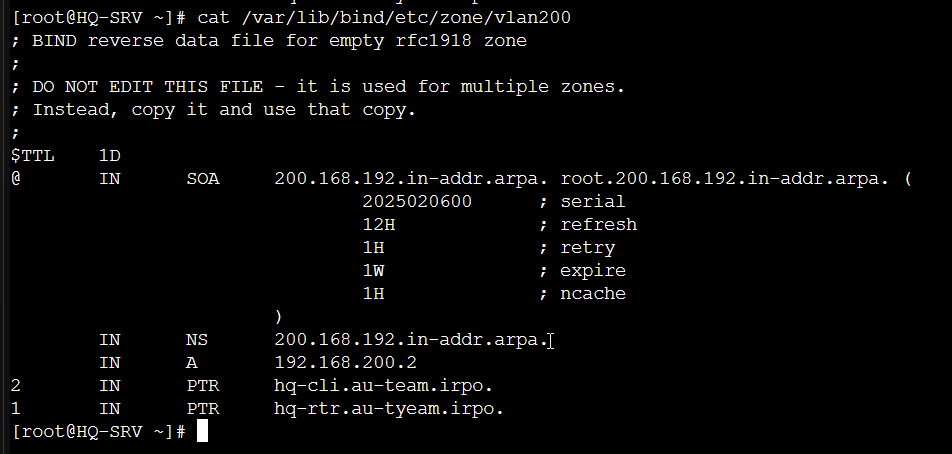 [root@HQ-SRV ~]# cat /var/lib/bind/etc/zone/vlan200
; BIND reverse data file for empty rfc1918 zone
;
; DO NOT EDIT THIS FILE - it is used for multiple zones.
; Instead, copy it and use that copy.
;
$TTL    1D
@       IN      SOA     200.168.192.in-addr.arpa. root.200.168.192.in-addr.arpa. (
                                2025020600      ; serial
                                12H             ; refresh
                                1H              ; retry
                                1W              ; expire
                                1H              ; ncache
                        )
        IN      NS      200.168.192.in-addr.arpa.
        IN      A       192.168.200.2
2       IN      PTR     hq-cli.au-team.irpo.
1       IN      PTR     hq-rtr.au-tyeam.irpo.
[root@HQ-SRV ~]#